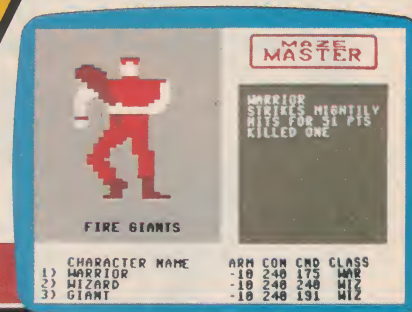 MAZE
MASTER
WARRIOR
STRIKES MIGHTILY
HITS FOR 51 PTS
KILLED ONE
FIRE GIANTS
CHARACTER NAME ARM CON CND CLASS
1) WARRIOR -10 240 175 WAR
2) WIZARD -10 240 240 WIZ
3) GIANT -10 240 191 WIZ